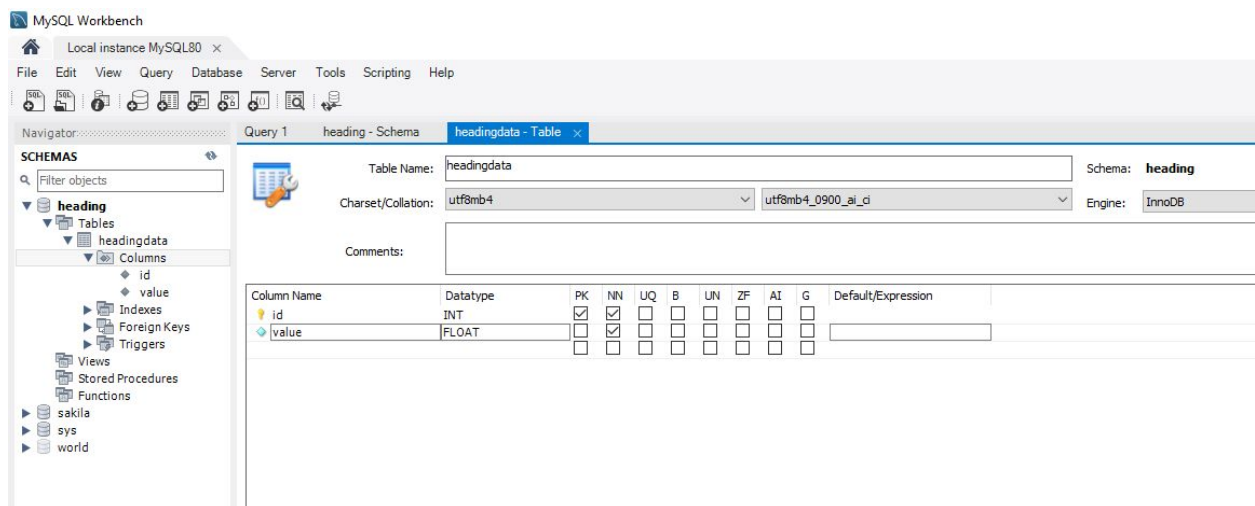 MySQL Workbench
Local instance MySQL80 ×
File Edit View Query Database Server Tools Scripting Help
Navigator
Query 1 heading - Schema headingdata - Table ×
SCHEMAS
Filter objects
heading
Tables
headingdata
Columns
id
value
Indexes
Foreign Keys
Triggers
Views
Stored Procedures
Functions
sakila
sys
world
Table Name: headingdata Schema: heading
Charset/Collation: utf8mb4 utf8mb4_0900_ai_ci Engine: InnoDB
Comments:
Column Name Datatype PK NN UQ B UN ZF AI G Default/Expression
id INT
value FLOAT